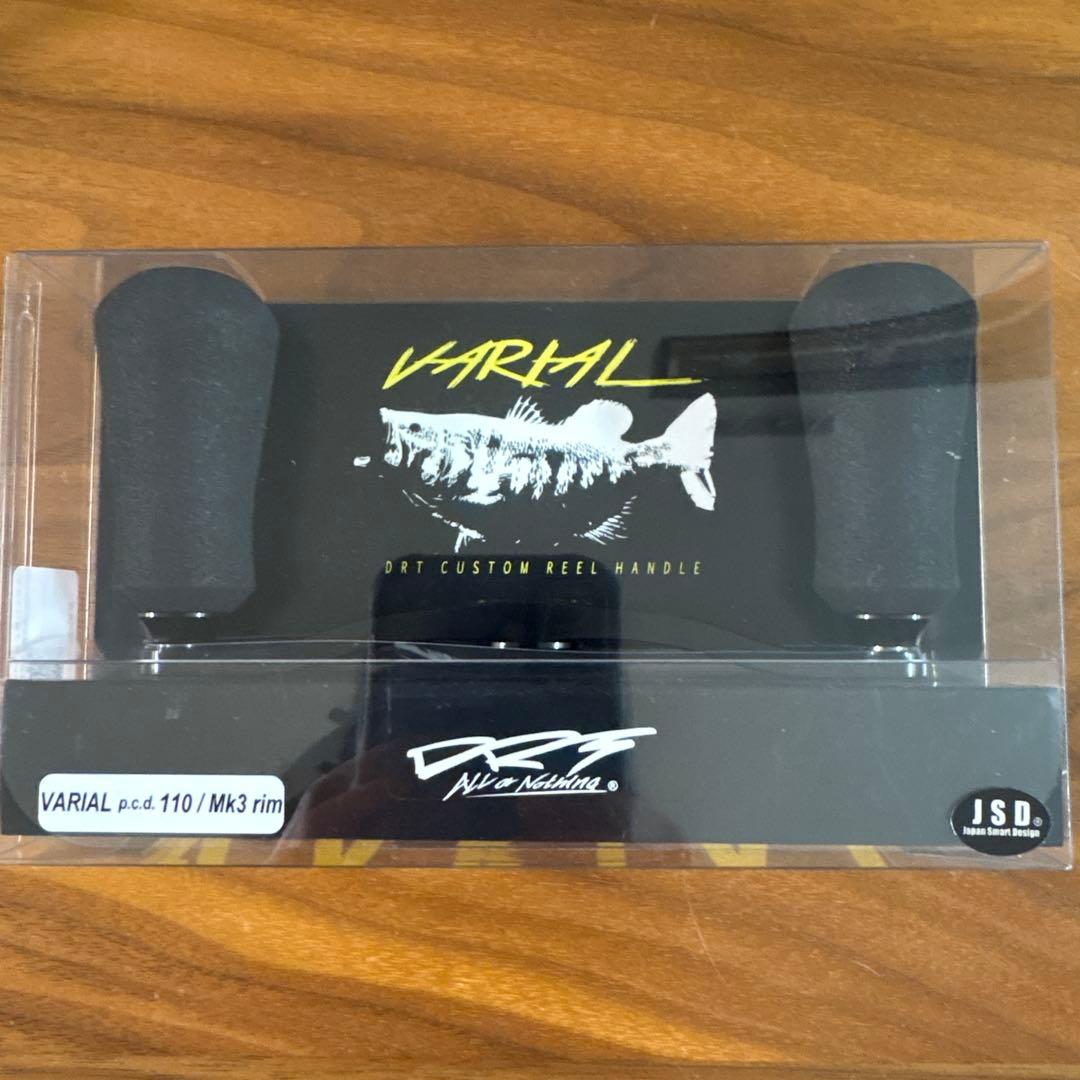 VARIAL
DRT CUSTOM REEL HANDLE
DRT
ALL or Nothing®
VARIAL p.c.d. 110 / Mk3 rim
JSD®
Japan Smart Design